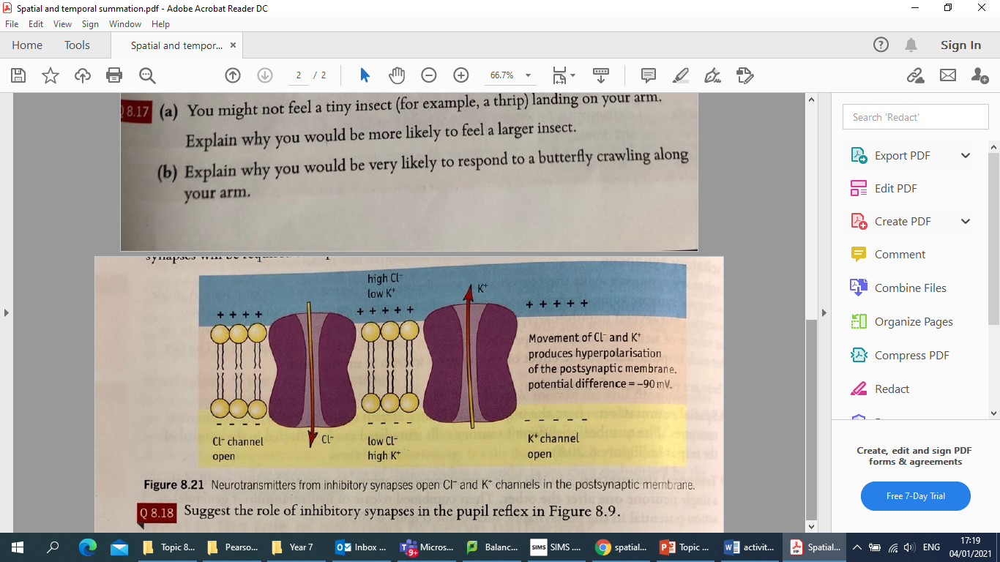 Spatial and temporal summation.pdf - Adobe Acrobat Reader DC
File Edit View Sign Window Help
Home Tools Spatial and tempor... ×
2 / 2 66.7%
Sign In
8.17 (a) You might not feel a tiny insect (for example, a thrip) landing on your arm.
Explain why you would be more likely to feel a larger insect.
(b) Explain why you would be very likely to respond to a butterfly crawling along
your arm.
high Cl⁻
low K⁺
K⁺
+ + + +
+ + + + +
+ + + + +
Movement of Cl⁻ and K⁺
produces hyperpolarisation
of the postsynaptic membrane.
potential difference = –90 mV.
- - - -
- - - - -
- - - - -
Cl⁻ channel
open
Cl⁻
low Cl⁻
high K⁺
K⁺ channel
open
Figure 8.21 Neurotransmitters from inhibitory synapses open Cl⁻ and K⁺ channels in the postsynaptic membrane.
Q 8.18 Suggest the role of inhibitory synapses in the pupil reflex in Figure 8.9.
Search 'Redact'
Export PDF
Edit PDF
Create PDF
Comment
Combine Files
Organize Pages
Compress PDF
Redact
Create, edit and sign PDF
forms & agreements
Free 7-Day Trial
Topic 8...
Pearso...
Year 7
Inbox ...
9+
Micros...
Balanc...
SIMS
SIMS ....
spatial...
Topic ...
activit...
Spatial...
ENG
17:19
04/01/2021